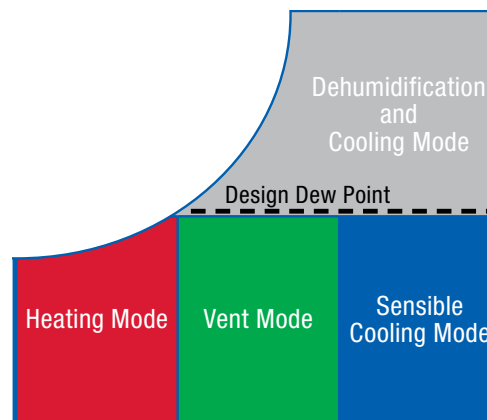 Dehumidification
and
Cooling Mode
Design Dew Point
Heating Mode
Vent Mode
Sensible
Cooling Mode